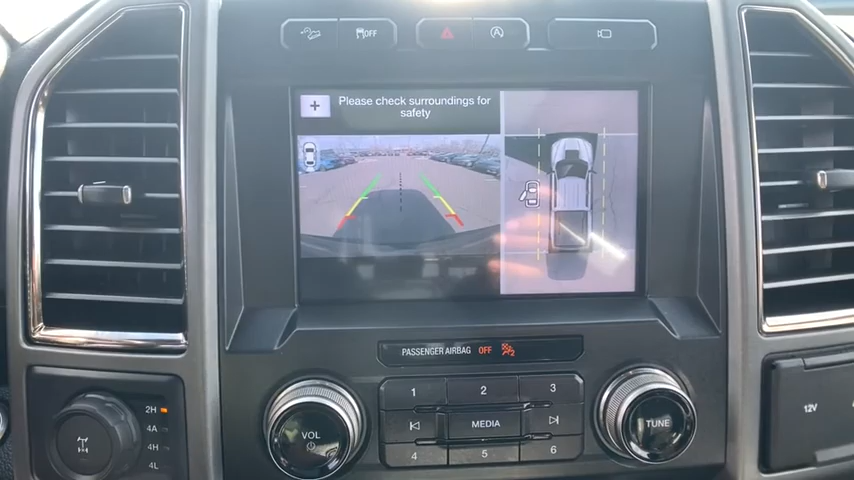 OFF
A
+
Please check surroundings for
safety
PASSENGER AIRBAG OFF 2
1 2 3
MEDIA
4 5 6
VOL
TUNE
2H
4A
4H
4L
12V